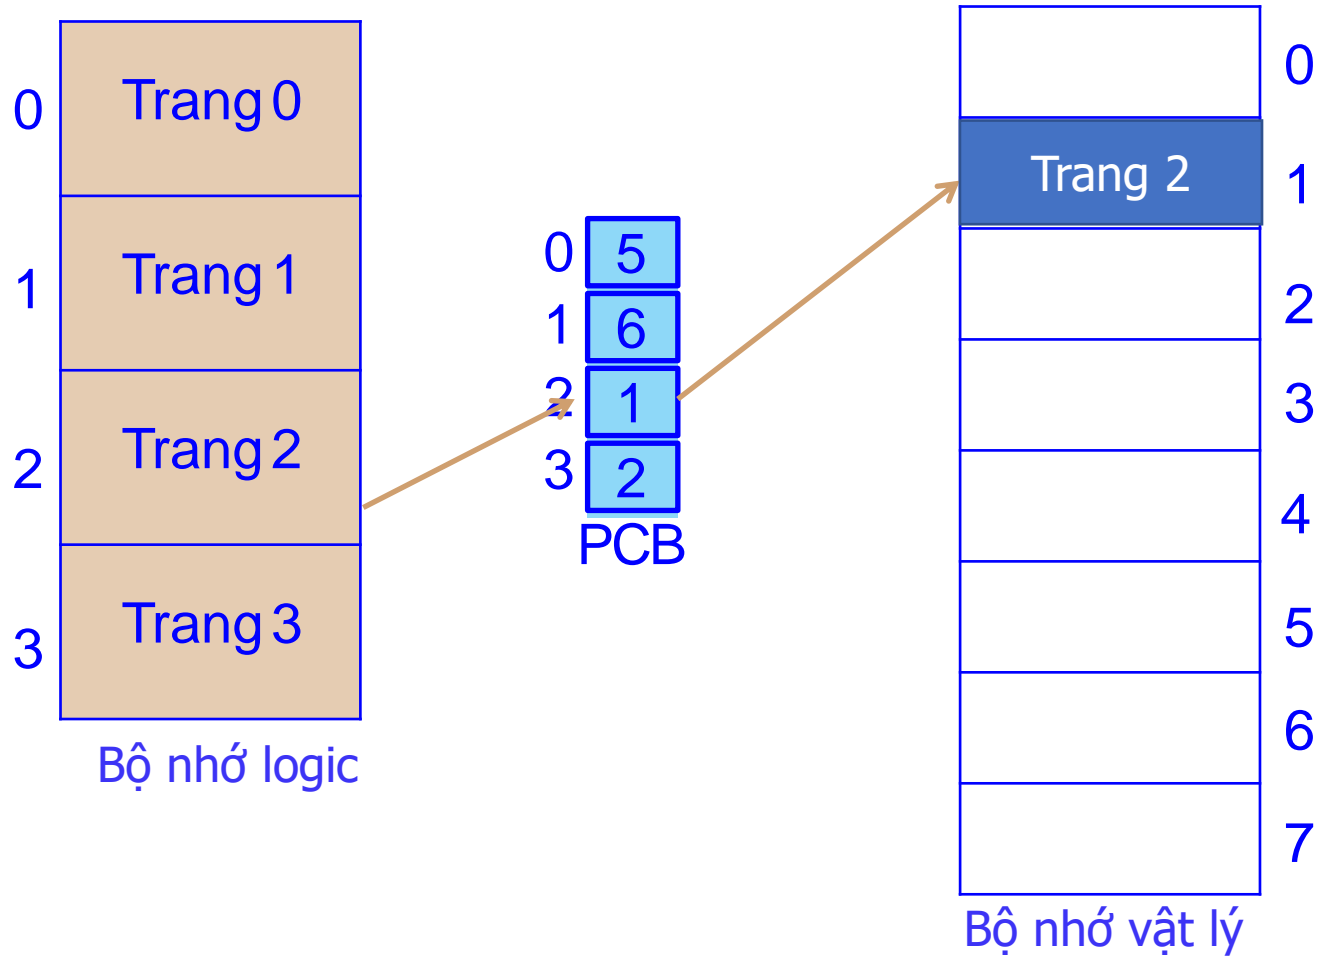 0 Trang 0
1 Trang 1
2 Trang 2
3 Trang 3
Bộ nhớ logic
0 5
1 6
2 1
3 2
PCB
0
Trang 2 1
2
3
4
5
6
7
Bộ nhớ vật lý